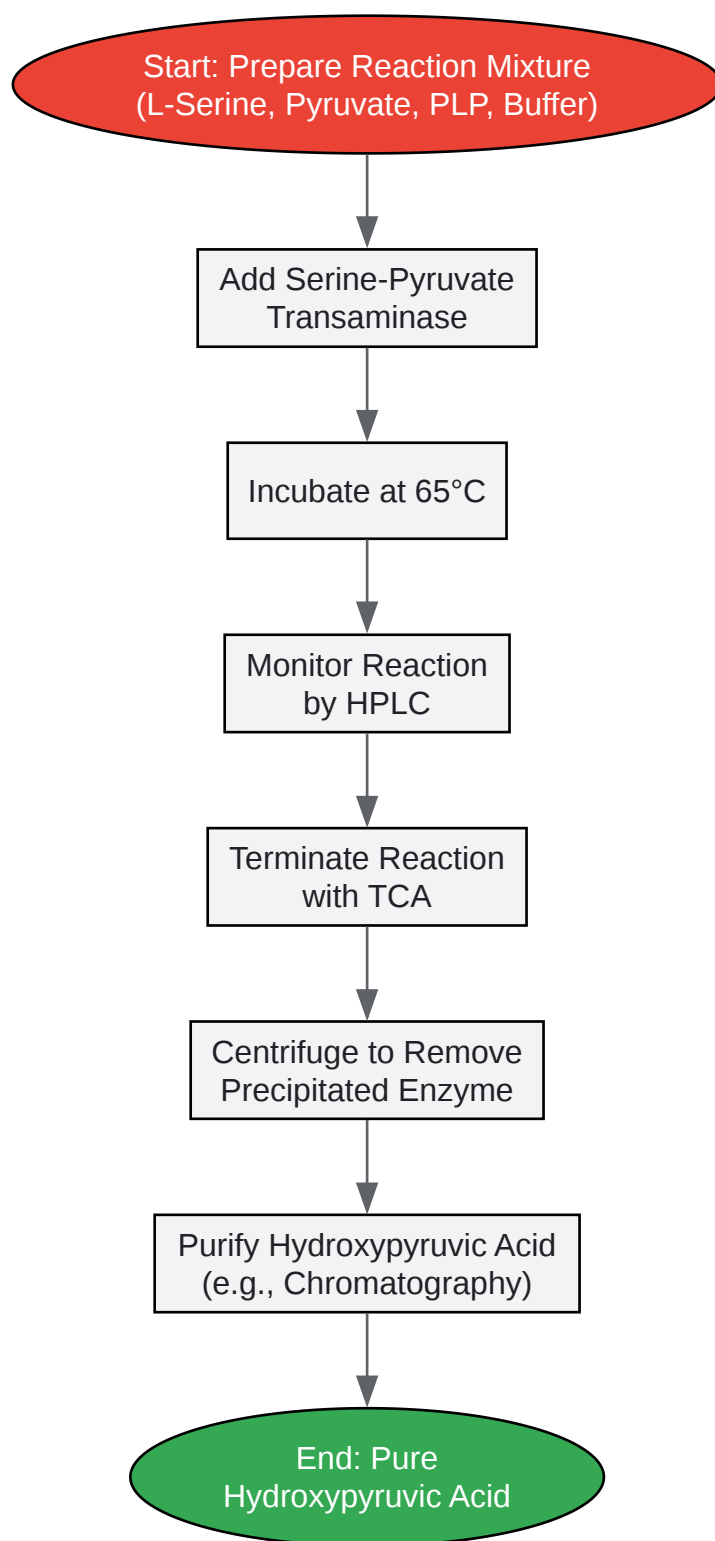 Start: Prepare Reaction Mixture
(L-Serine, Pyruvate, PLP, Buffer)
Add Serine-Pyruvate
Transaminase
Incubate at 65°C
Monitor Reaction
by HPLC
Terminate Reaction
with TCA
Centrifuge to Remove
Precipitated Enzyme
Purify Hydroxypyruvic Acid
(e.g., Chromatography)
End: Pure
Hydroxypyruvic Acid